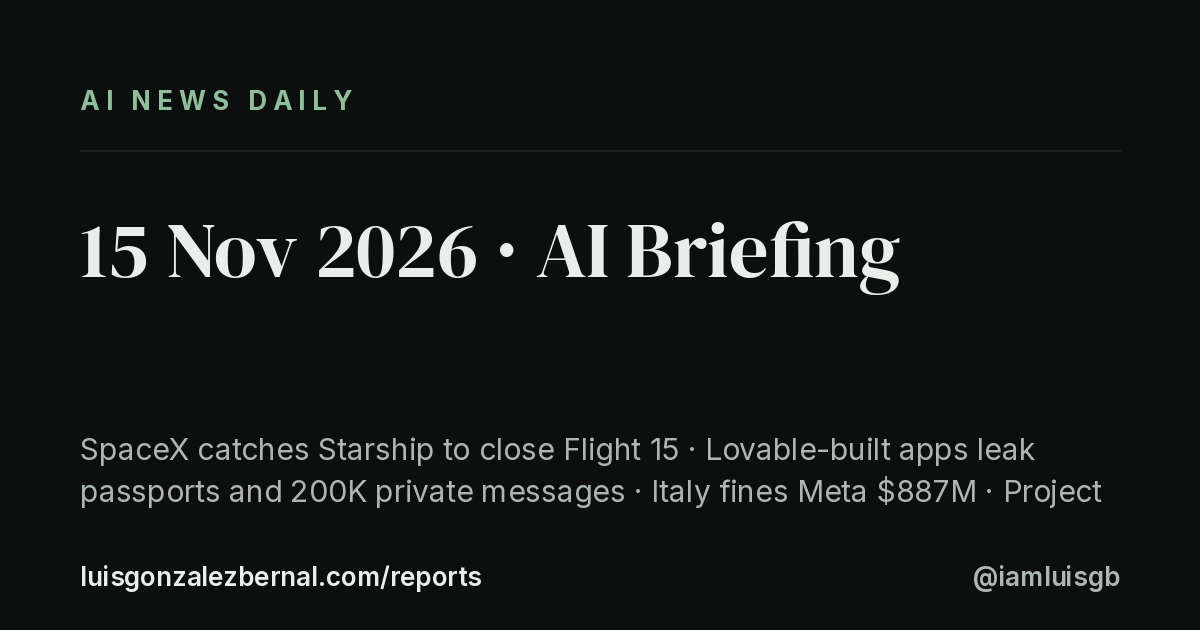 AI NEWS DAILY
15 Nov 2026 · AI Briefing
SpaceX catches Starship to close Flight 15 · Lovable-built apps leak
passports and 200K private messages · Italy fines Meta $887M · Project
luisgonzalezbernal.com/reports
@iamluisgb